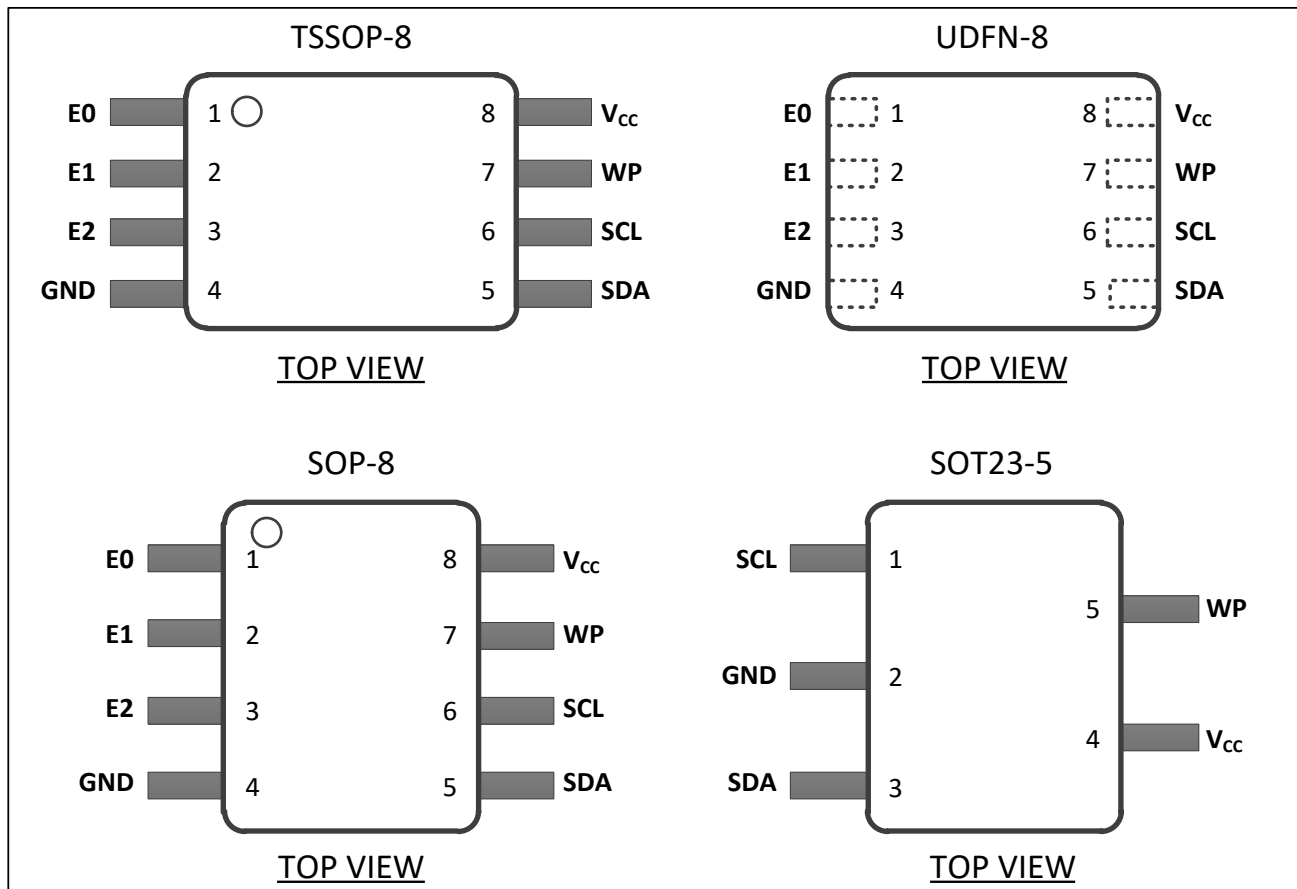 TSSOP-8
E0 1 8 VCC
E1 2 7 WP
E2 3 6 SCL
GND 4 5 SDA
TOP VIEW
UDFN-8
E0 1 8 VCC
E1 2 7 WP
E2 3 6 SCL
GND 4 5 SDA
TOP VIEW
SOP-8
E0 1 8 VCC
E1 2 7 WP
E2 3 6 SCL
GND 4 5 SDA
TOP VIEW
SOT23-5
SCL 1
5 WP
GND 2
4 VCC
SDA 3
TOP VIEW